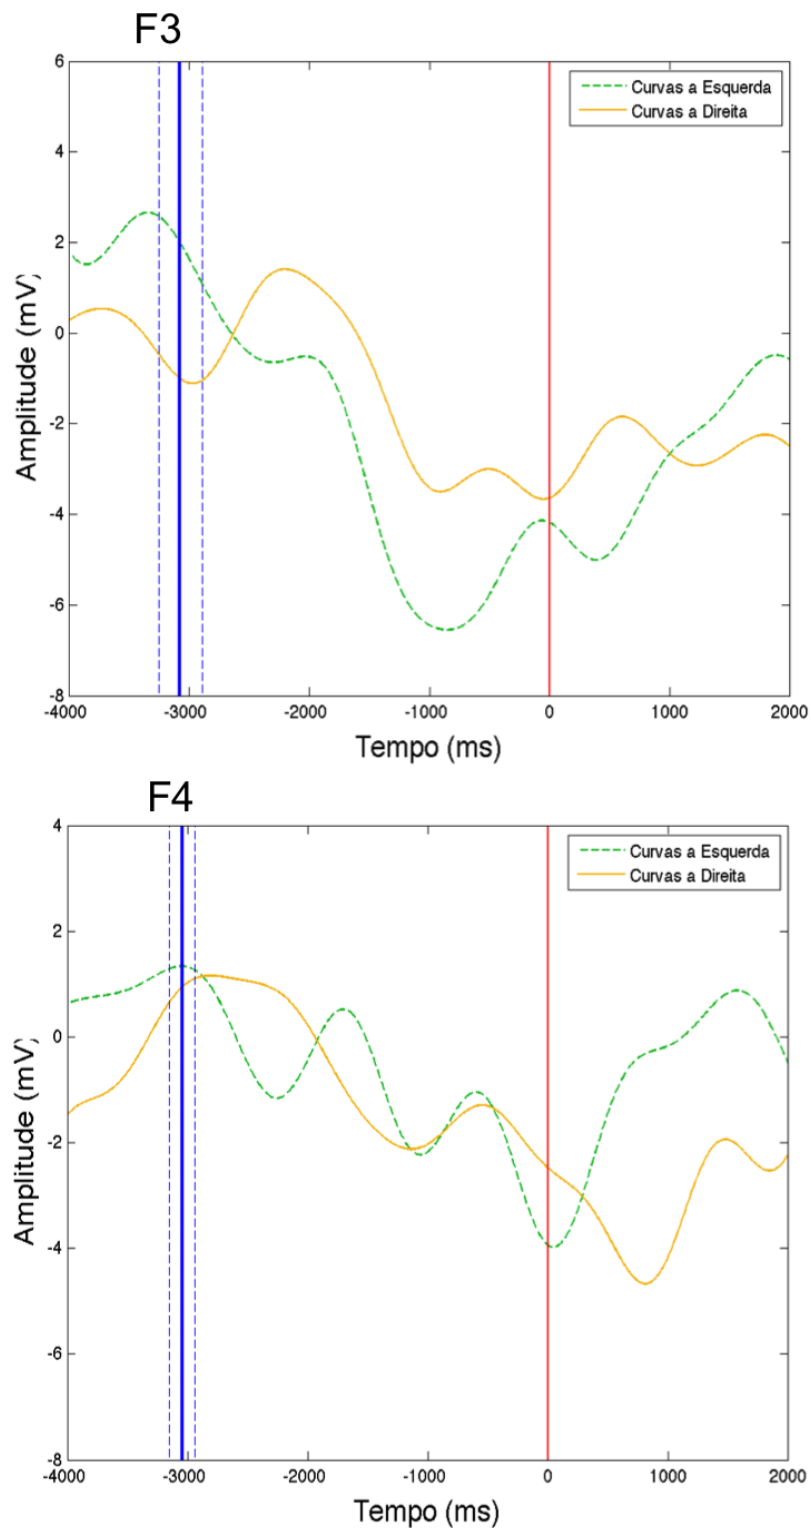 F3
6
4
2
0
-2
-4
-6
-8
Amplitude (mV)
Curvas a Esquerda
Curvas a Direita
-4000 -3000 -2000 -1000 0 1000 2000
Tempo (ms)
F4
4
2
0
-2
-4
-6
-8
Amplitude (mV)
Curvas a Esquerda
Curvas a Direita
-4000 -3000 -2000 -1000 0 1000 2000
Tempo (ms)